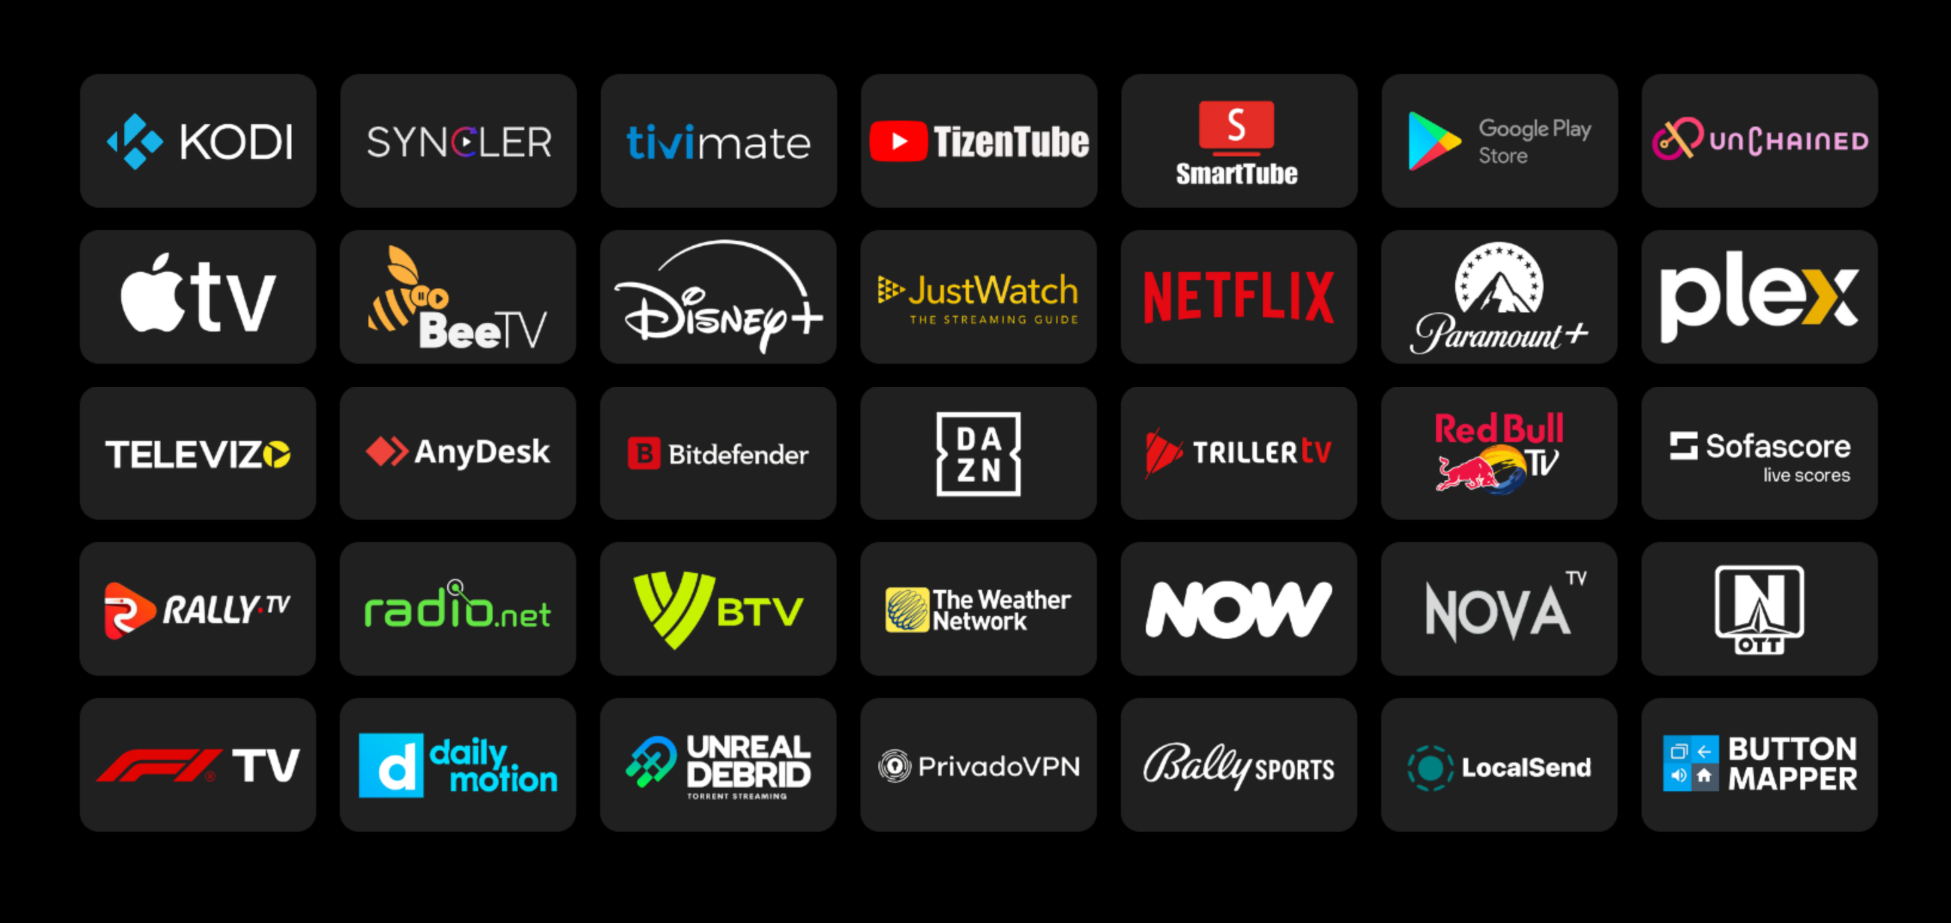 KODI
SYNCLER
tivimate
TizenTube
S
SmartTube
Google Play
Store
UNCHAINED
tv
BeeTV
Disney+
JustWatch
THE STREAMING GUIDE
NETFLIX
Paramount+
plex
TELEVIZO
AnyDesk
B Bitdefender
DA
ZN
TRILLERtv
Red Bull
TV
Sofascore
live scores
RALLY.TV
radio.net
BTV
The Weather
Network
NOW
NOVA TV
N
OTT
F1 ® TV
d daily
motion
UNREAL
DEBRID
TORRENT STREAMING
PrivadoVPN
Bally SPORTS
LocalSend
BUTTON
MAPPER